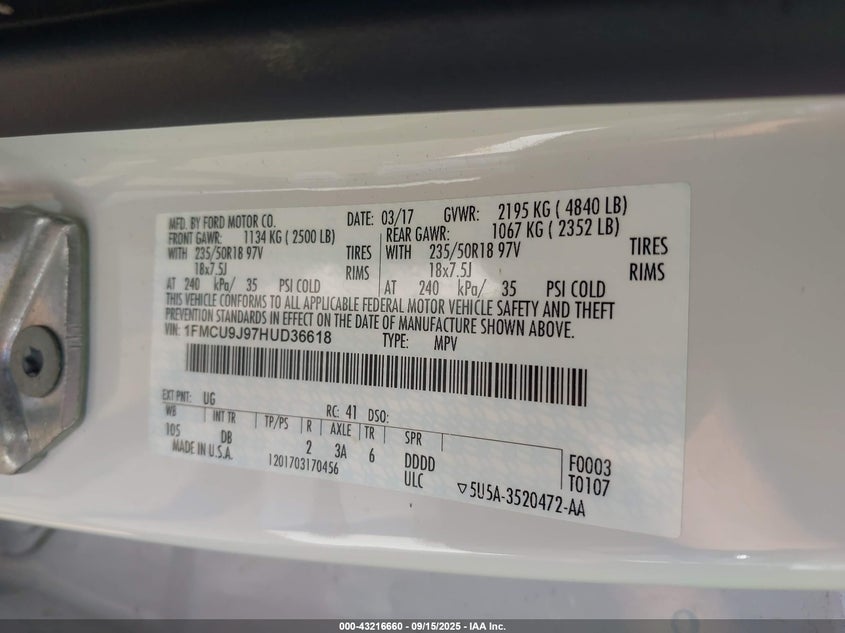 MFD. BY FORD MOTOR CO. DATE: 03/17 GVWR: 2195 KG ( 4840 LB)
FRONT GAWR: 1134 KG ( 2500 LB) REAR GAWR: 1067 KG ( 2352 LB)
WITH 235/50R18 97V TIRES WITH 235/50R18 97V TIRES
18x7.5J RIMS 18x7.5J RIMS
AT 240 kPa/ 35 PSI COLD AT 240 kPa/ 35 PSI COLD
THIS VEHICLE CONFORMS TO ALL APPLICABLE FEDERAL MOTOR VEHICLE SAFETY AND THEFT
PREVENTION STANDARDS IN EFFECT ON THE DATE OF MANUFACTURE SHOWN ABOVE.
VIN: 1FMCU9J97HUD36618 TYPE: MPV
EXT PNT: UG RC: 41 DSO:
WB INT TR TP/PS R AXLE TR SPR
105 DB 2 3A 6 DDDD F0003
MADE IN U.S.A. 1201703170456 ULC T0107
▽5U5A-3520472-AA
000-43216660 - 09/15/2025 - IAA Inc.